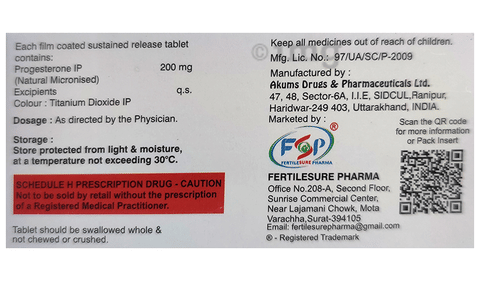 Each film coated sustained release tablet
contains:
Progesterone IP 200 mg
(Natural Micronised)
Excipients q.s.
Colour : Titanium Dioxide IP
Dosage : As directed by the Physician.
Storage :
Store protected from light & moisture,
at a temperature not exceeding 30°C.
SCHEDULE H PRESCRIPTION DRUG - CAUTION
Not to be sold by retail without the prescription
of a Registered Medical Practitioner.
Tablet should be swallowed whole &
not chewed or crushed.
Keep all medicines out of reach of children.
Mfg. Lic. No.: 97/UA/SC/P-2009
Manufactured by :
Akums Drugs & Pharmaceuticals Ltd.
47, 48, Sector-6A, I.I.E, SIDCUL,Ranipur,
Haridwar-249 403, Uttarakhand, INDIA.
Marketed by :
FSP ®
FERTILESURE PHARMA
FERTILESURE PHARMA
Office No.208-A, Second Floor,
Sunrise Commercial Center,
Near Lajamani Chowk, Mota
Varachha,Surat-394105
Email: fertilesurepharma@gmail.com
® - Registered Trademark
Scan the QR code
for more information
or Pack Insert